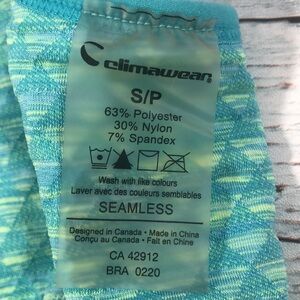 climawear
S/P
63% Polyester
30% Nylon
7% Spandex
Wash with like colours
Laver avec des couleurs semblables
SEAMLESS
Designed in Canada • Made in China
Conçu au Canada • Fait en Chine
CA 42912
BRA 0220